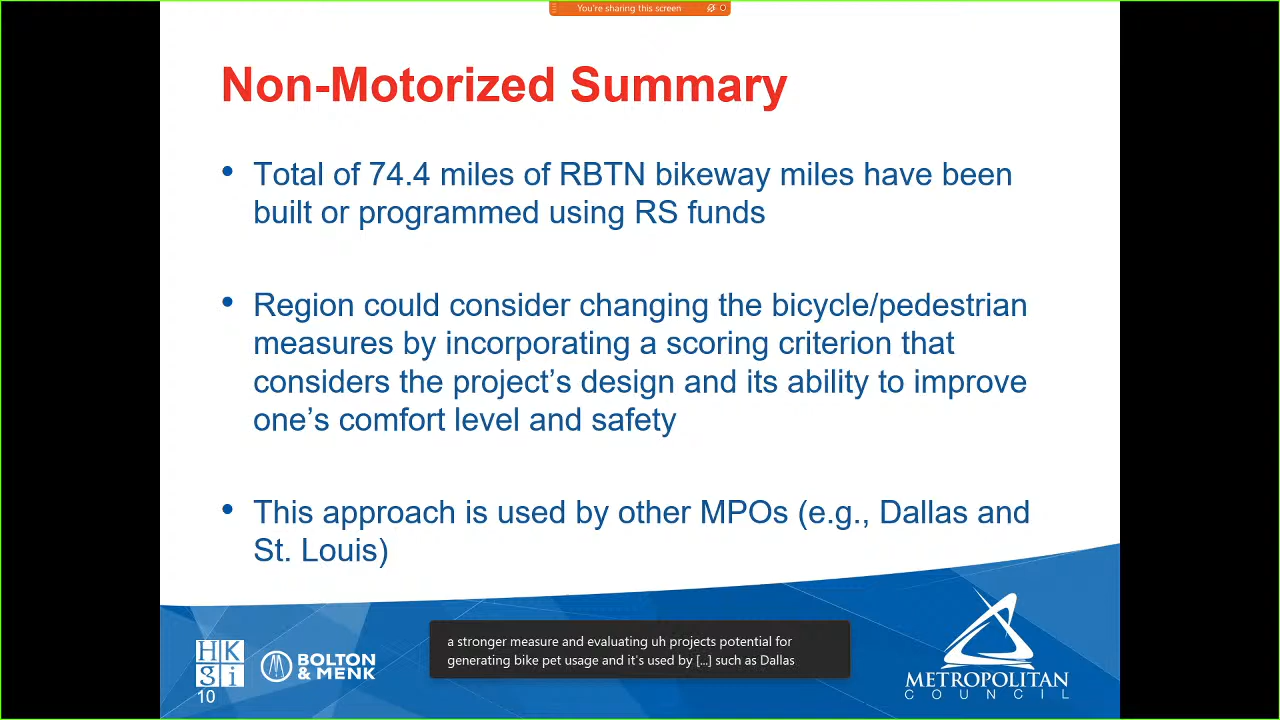 You're sharing this screen
Non-Motorized Summary
• Total of 74.4 miles of RBTN bikeway miles have been
built or programmed using RS funds
• Region could consider changing the bicycle/pedestrian
measures by incorporating a scoring criterion that
considers the project's design and its ability to improve
one's comfort level and safety
• This approach is used by other MPOs (e.g., Dallas and
St. Louis)
a stronger measure and evaluating uh projects potential for
generating bike pet usage and it's used by [...] such as Dallas
HK
gi
BOLTON
& MENK
10
METROPOLITAN
COUNCIL